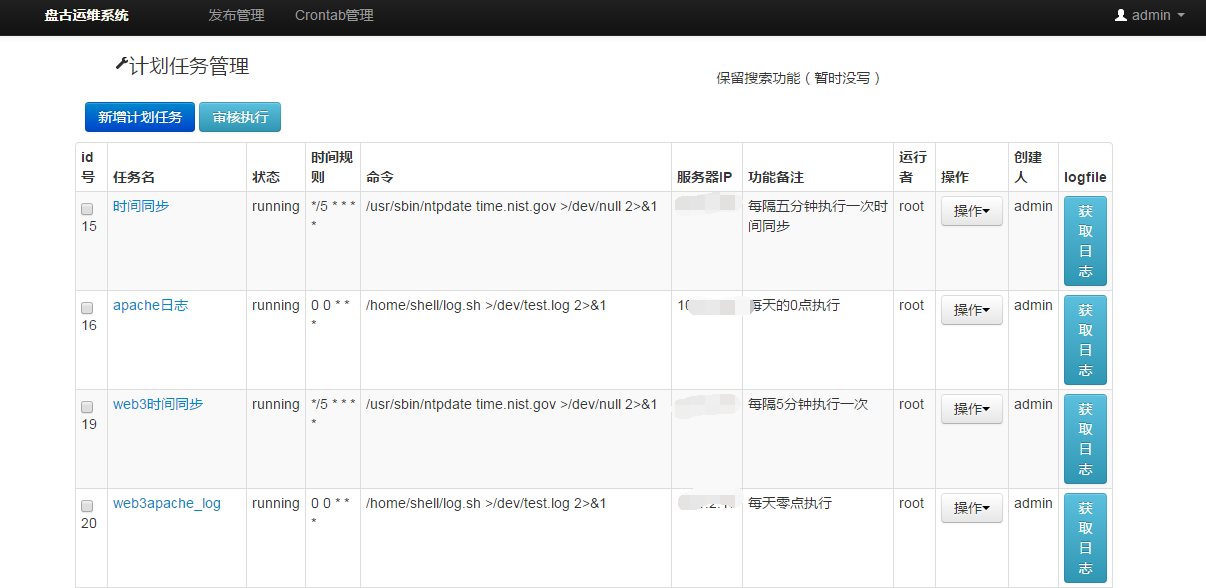 盘古运维系统 发布管理 Crontab管理 admin
计划任务管理
保留搜索功能（暂时没写）
新增计划任务 审核执行
id号 任务名 状态 时间规则 命令 服务器IP 功能备注 运行者 操作 创建人 logfile
15 时间同步 running */5 * * * * /usr/sbin/ntpdate time.nist.gov >/dev/null 2>&1 每隔五分钟执行一次时间同步 root 操作 admin 获取日志
16 apache日志 running 0 0 * * * /home/shell/log.sh >/dev/test.log 2>&1 10 每天的0点执行 root 操作 admin 获取日志
19 web3时间同步 running */5 * * * * /usr/sbin/ntpdate time.nist.gov >/dev/null 2>&1 每隔5分钟执行一次 root 操作 admin 获取日志
20 web3apache_log running 0 0 * * * /home/shell/log.sh >/dev/test.log 2>&1 每天零点执行 root 操作 admin 获取日志